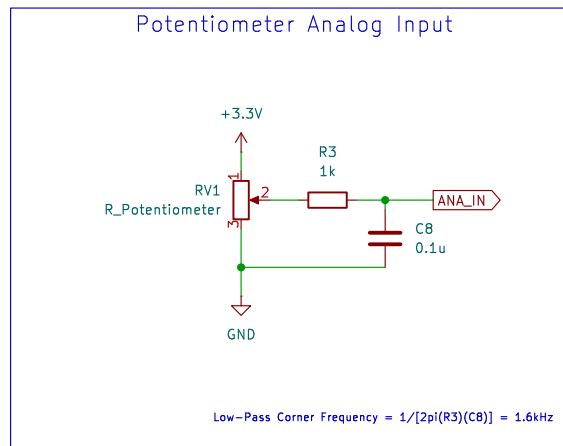 Potentiometer Analog Input
+3.3V
R3
1k
1
RV1
2
R_Potentiometer
ANA_IN
3
C8
0.1u
GND
Low-Pass Corner Frequency = 1/[2pi(R3)(C8)] = 1.6kHz